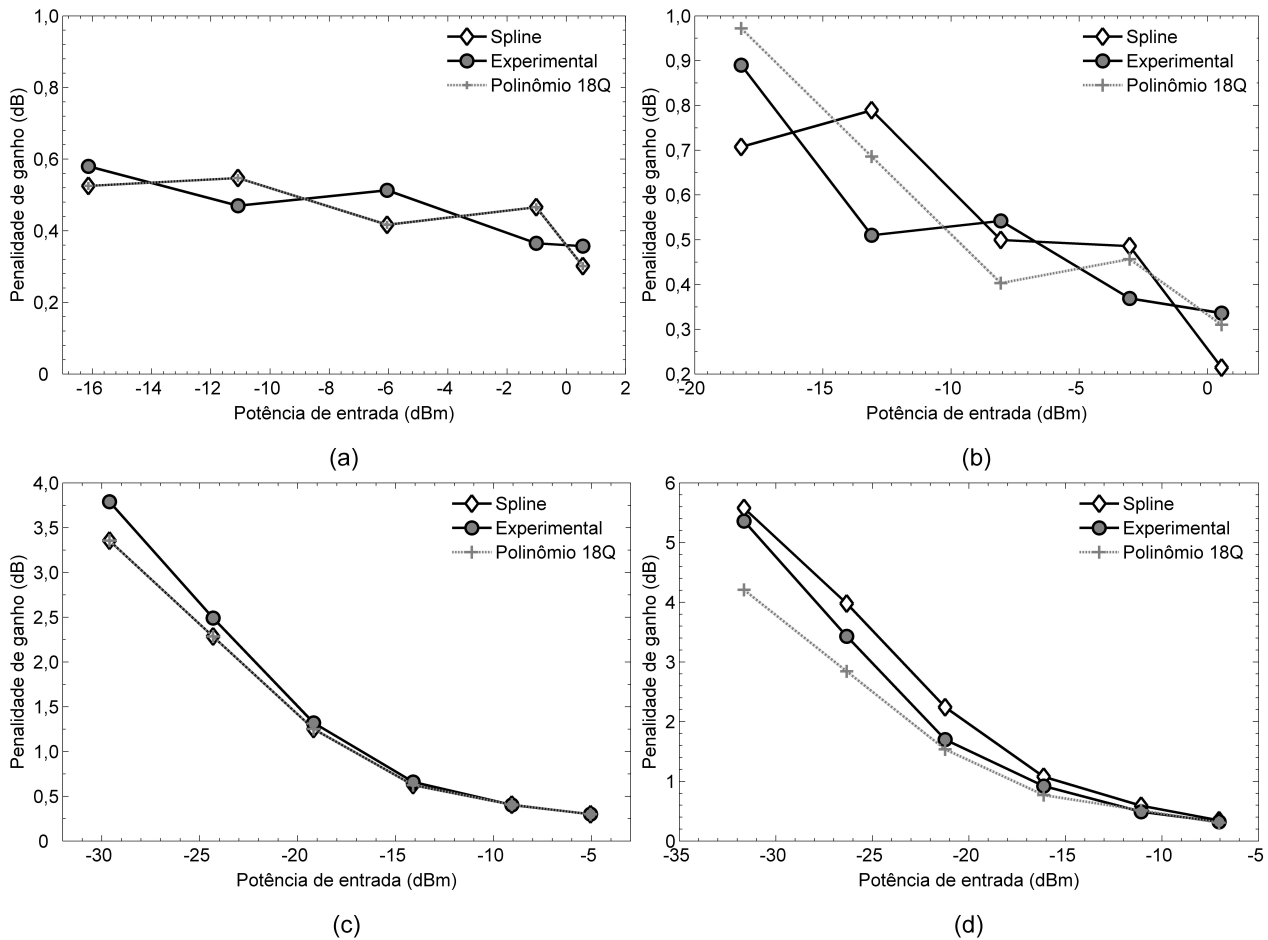 1,0
0,8
0,6
0,4
0,2
0
Penalidade de ganho (dB)
-16
-14
-12
-10
-8
-6
-4
-2
0
2
Potência de entrada (dBm)
Spline
Experimental
Polinômio 18Q
(a)
1,0
0,9
0,8
0,7
0,6
0,5
0,4
0,3
0,2
Penalidade de ganho (dB)
-20
-15
-10
-5
0
Potência de entrada (dBm)
Spline
Experimental
Polinômio 18Q
(b)
4,0
3,5
3,0
2,5
2,0
1,5
1,0
0,5
0
Penalidade de ganho (dB)
-30
-25
-20
-15
-10
-5
Potência de entrada (dBm)
Spline
Experimental
Polinômio 18Q
(c)
6
5
4
3
2
1
0
Penalidade de ganho (dB)
-35
-30
-25
-20
-15
-10
-5
Potência de entrada (dBm)
Spline
Experimental
Polinômio 18Q
(d)